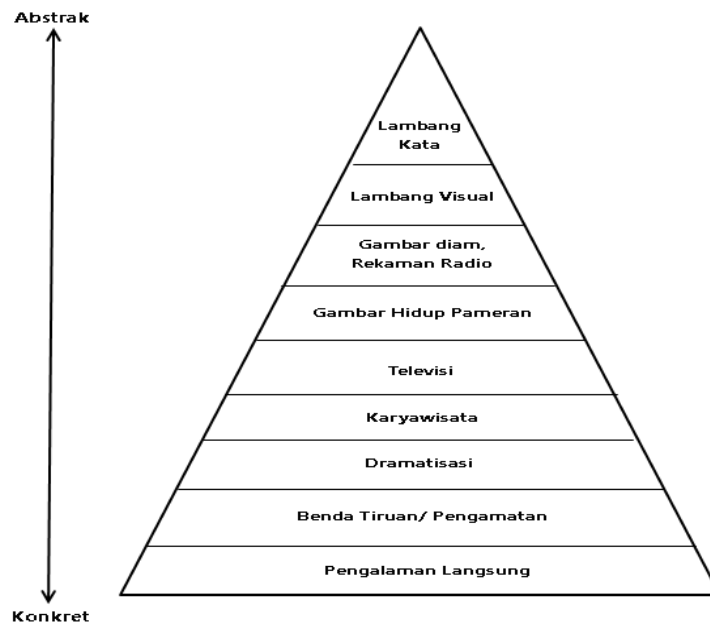 Abstrak
Lambang
Kata
Lambang Visual
Gambar diam,
Rekaman Radio
Gambar Hidup Pameran
Televisi
Karyawisata
Dramatisasi
Benda Tiruan/ Pengamatan
Pengalaman Langsung
Konkret